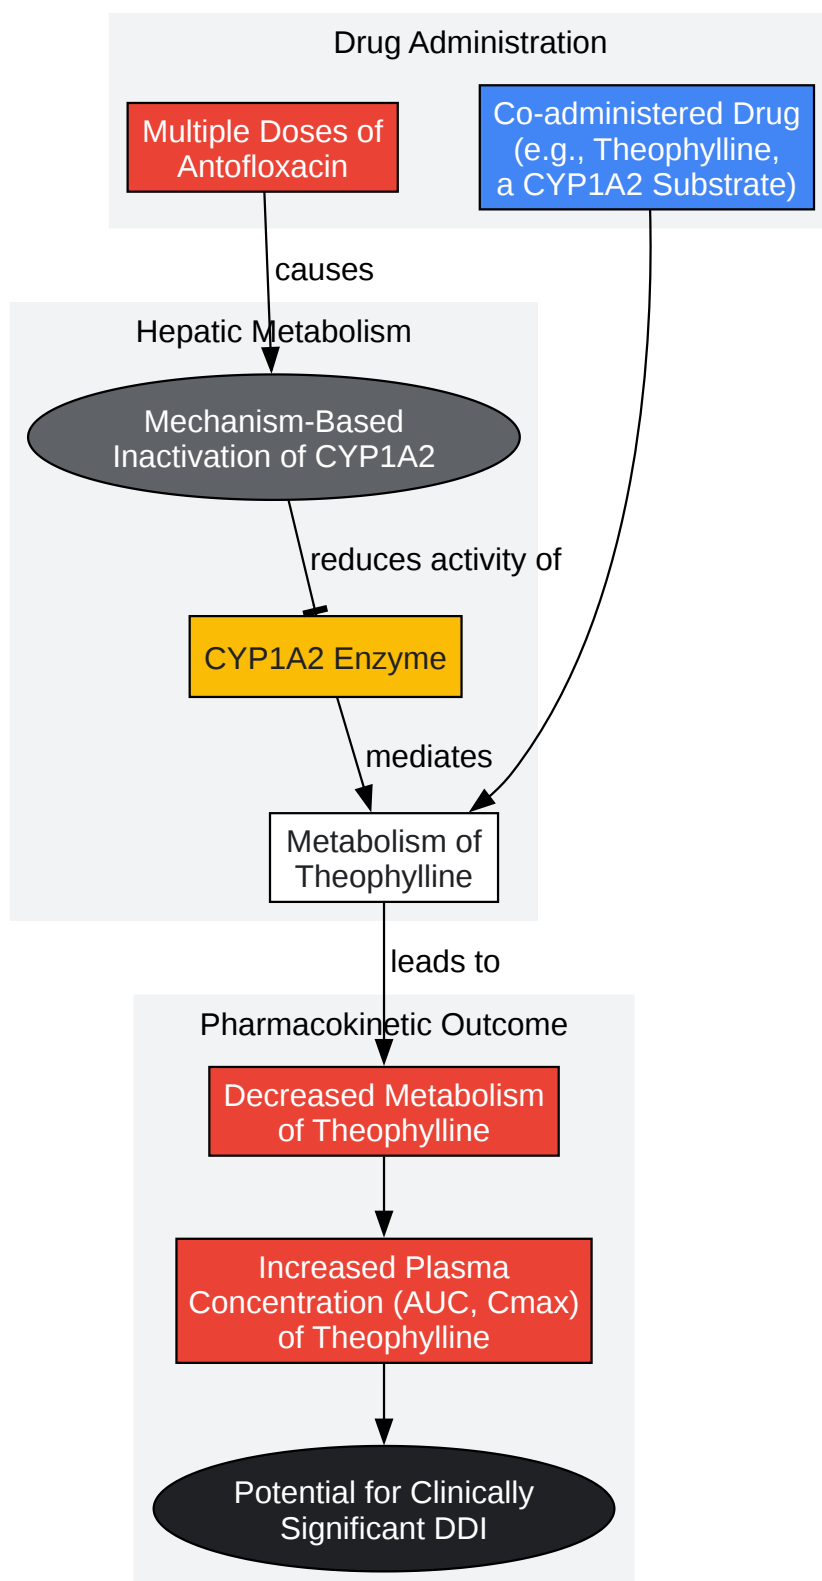 Drug Administration
Multiple Doses of
Antofloxacin
Co-administered Drug
(e.g., Theophylline,
a CYP1A2 Substrate)
causes
Hepatic Metabolism
Mechanism-Based
Inactivation of CYP1A2
reduces activity of
CYP1A2 Enzyme
mediates
Metabolism of
Theophylline
leads to
Pharmacokinetic Outcome
Decreased Metabolism
of Theophylline
Increased Plasma
Concentration (AUC, Cmax)
of Theophylline
Potential for Clinically
Significant DDI